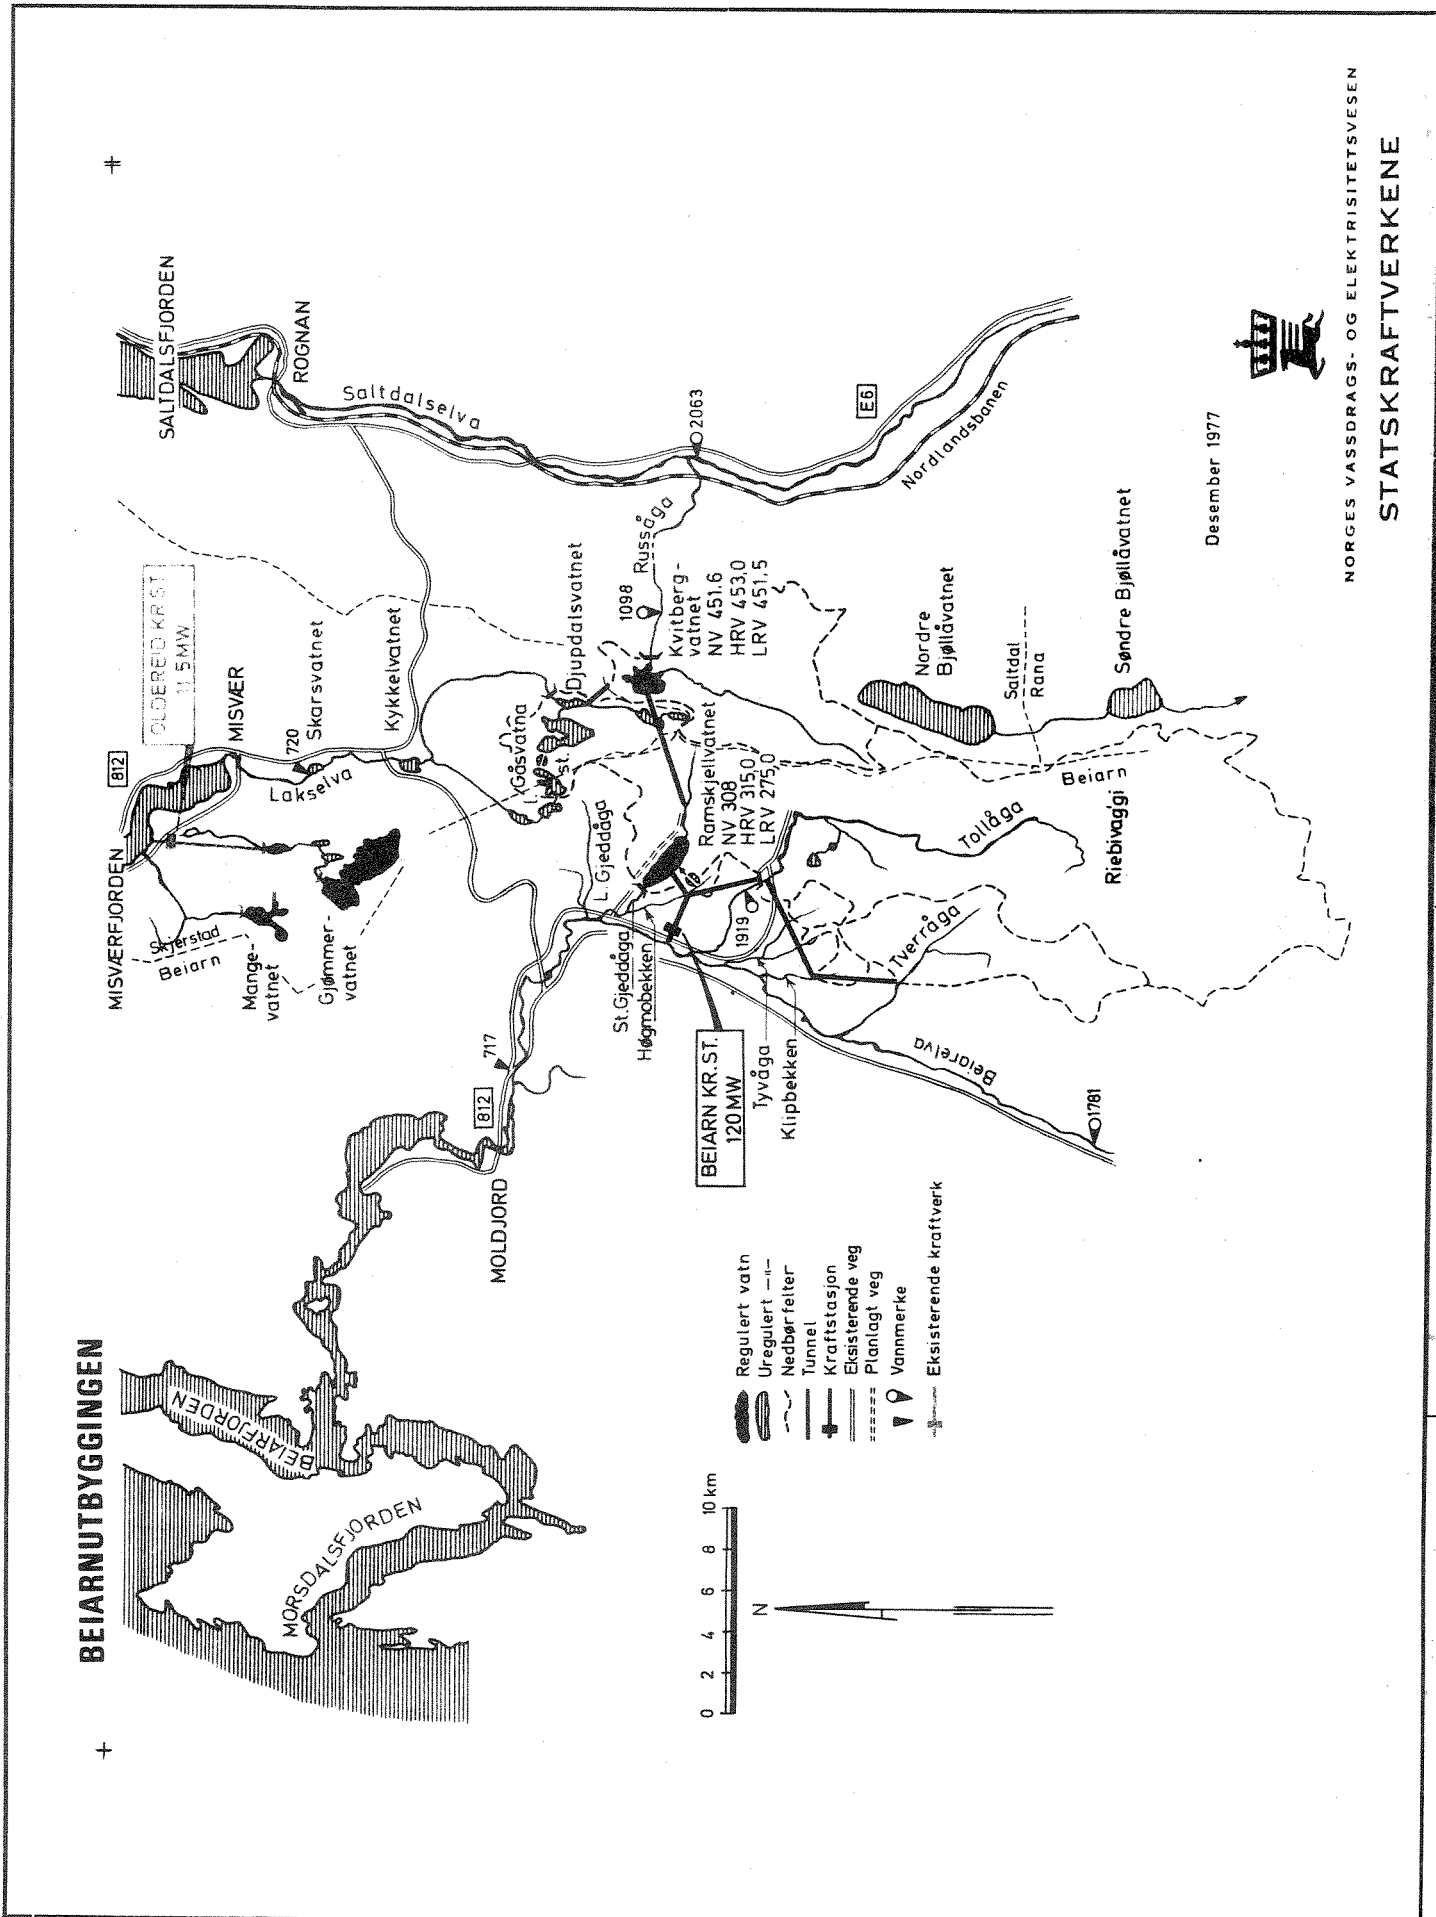 BEIARNUTBYGGINGEN
MORSDALSFJORDEN
BEIARFJORDEN
MISVÆRFJORDEN
812
OLDEREID KR.ST
11.5 MW
SALTDALSFJORDEN
ROGNAN
MISVÆR
720
Skarsvatnet
Lakselva
Kykkelvatnet
Skjerstad
Beiarn
Mange-
vatnet
Gjømmer-
vatnet
Saltdalselva
MOLDJORD
812
717
L. Gjeddåga
St.Gjeddåga
Høgmobekken
Gåsvatna
L.
st.
Djupdalsvatnet
1098
Russåga
2063
Kvitberg-
vatnet
NV 451.6
HRV 453,0
LRV 451.5
Ramskjellvatnet
NV 308
HRV 315,0
LRV 275,0
BEIARN KR.ST.
120 MW
1919
Tyvåga
Klipbekken
Tverråga
Tollåga
Riebivaggi
Beiarelva
1781
E6
Nordlandsbanen
Nordre
Bjøllåvatnet
Saltdal
Rana
Beiarn
Søndre Bjøllåvatnet
Regulert vatn
Uregulert —"—
Nedbørfelter
Tunnel
Kraftstasjon
Eksisterende veg
Planlagt veg
Vannmerke
Eksisterende kraftverk
0 2 4 6 8 10 km
N
Desember 1977
NORGES VASSDRAGS- OG ELEKTRISITETSVESEN
STATSKRAFTVERKENE